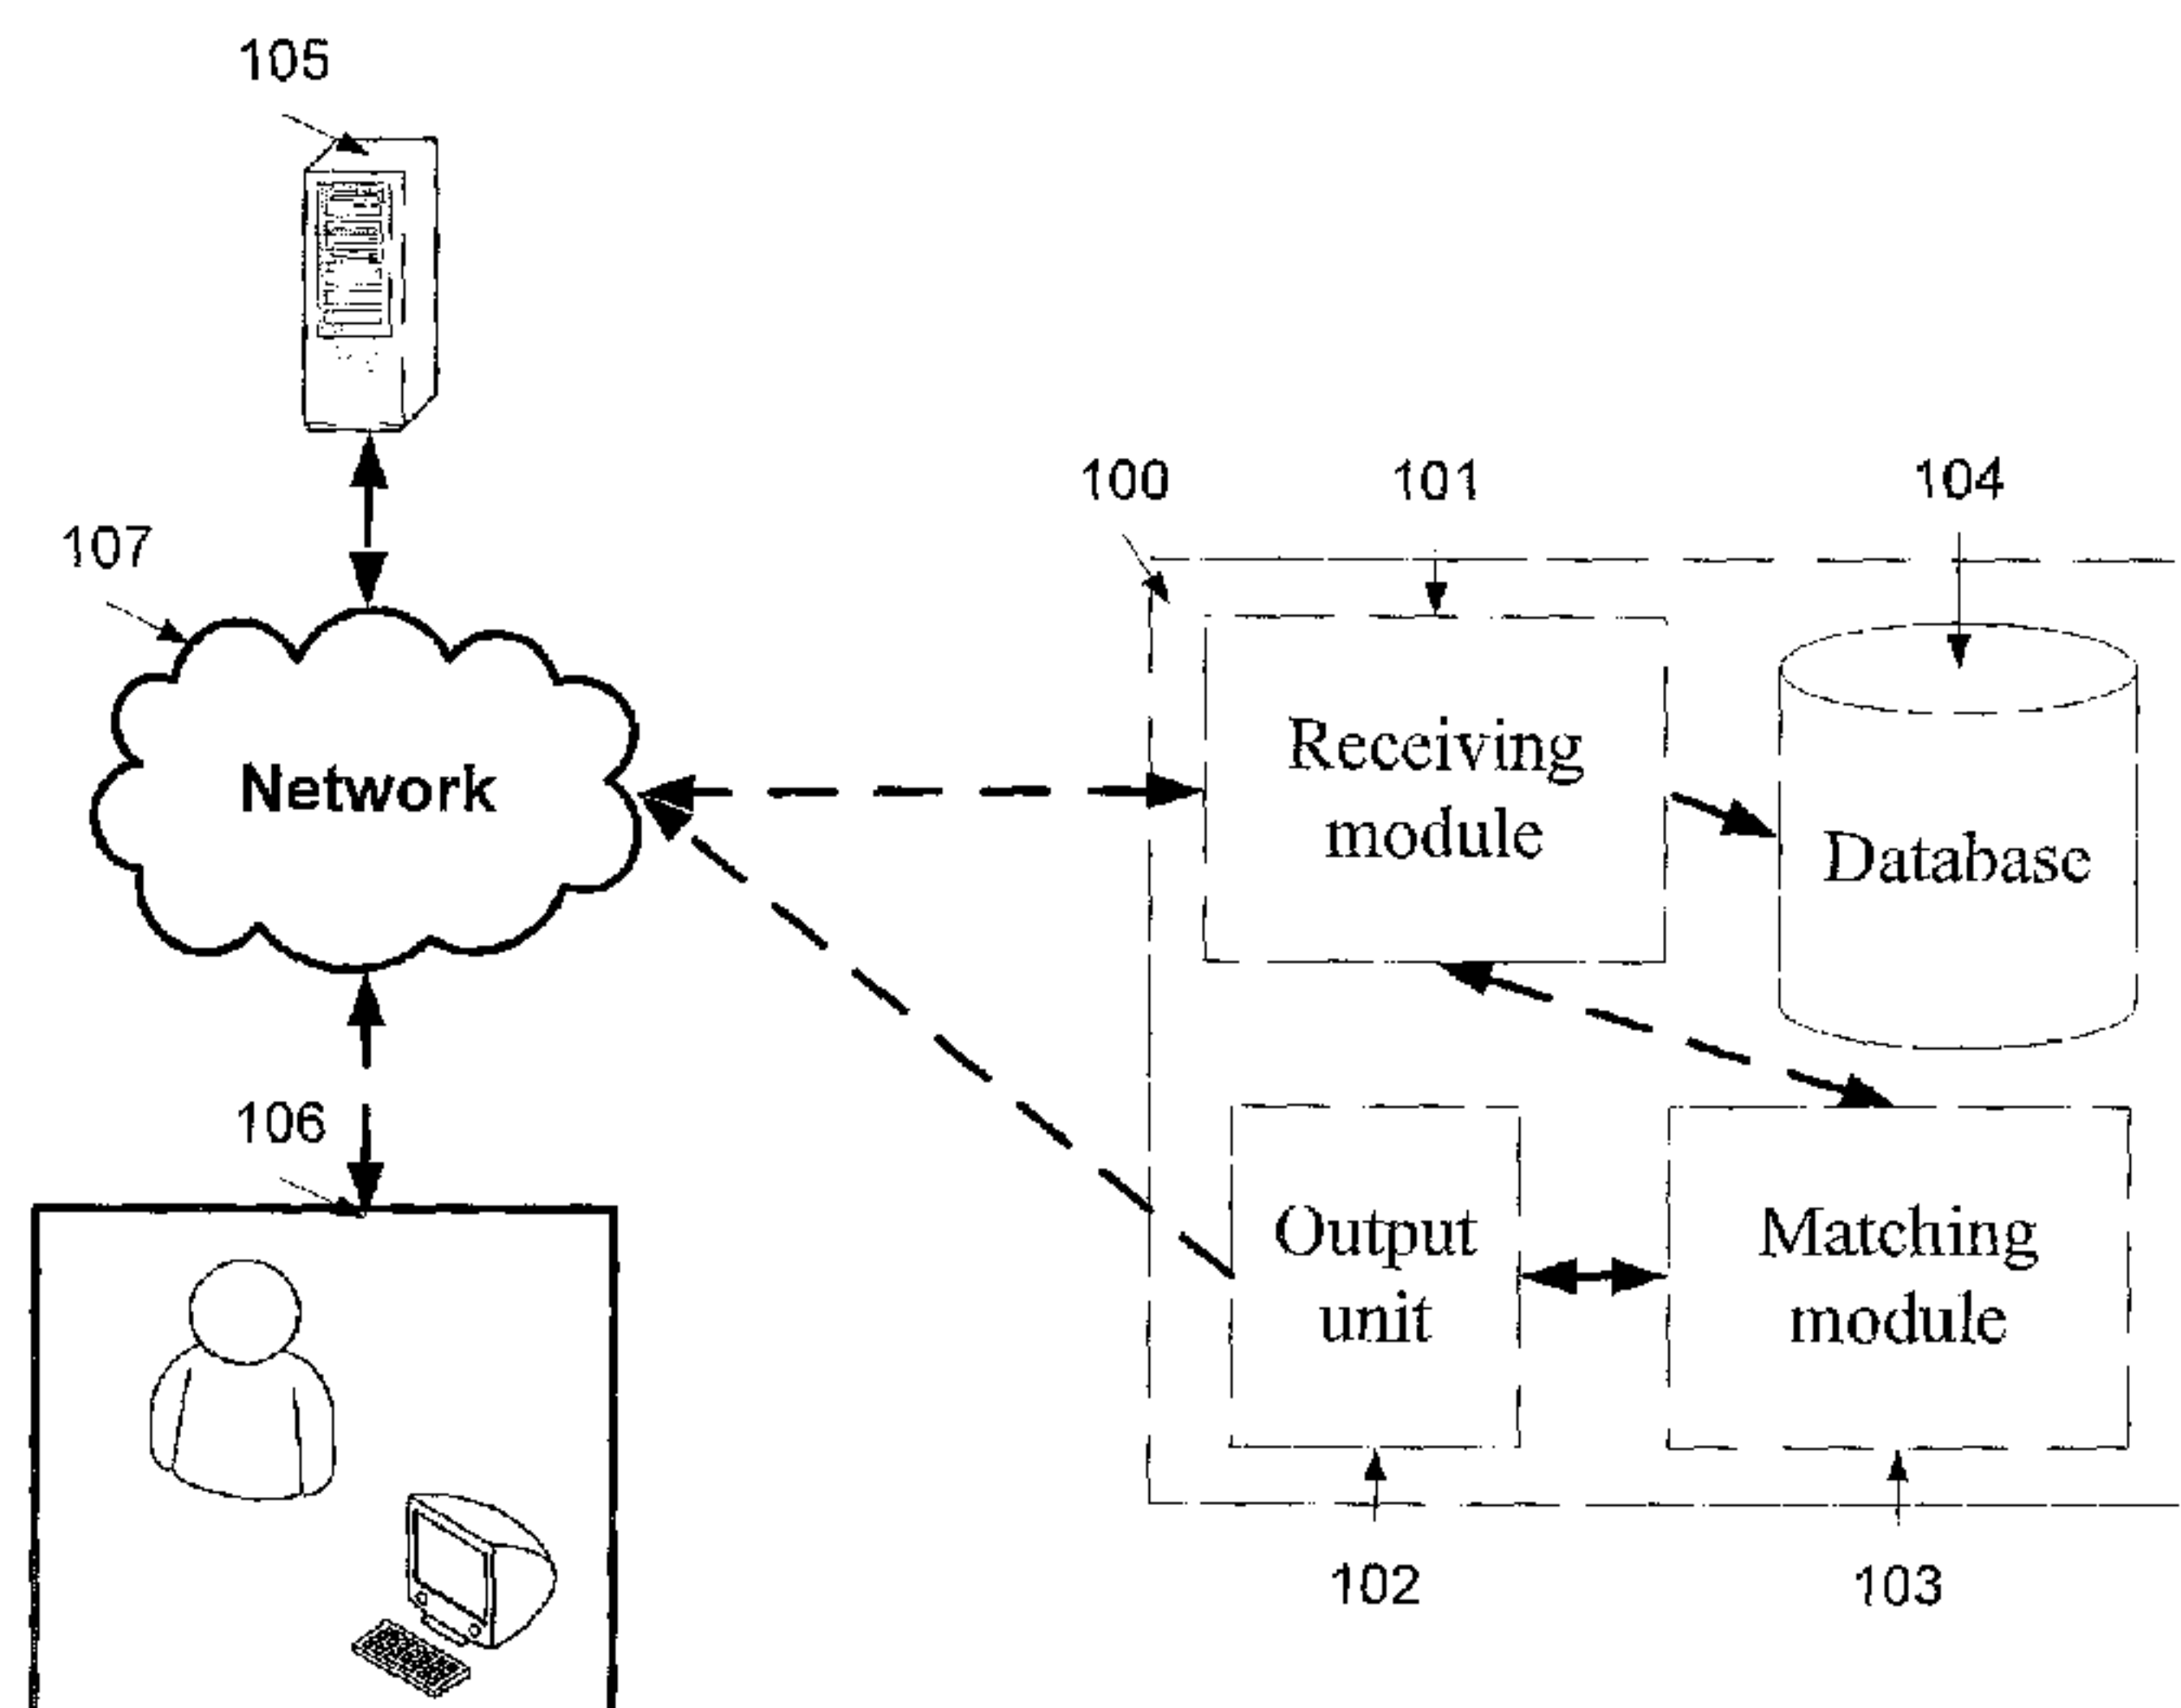 105
107
100
101
104
Network
Receiving
module
Database
106
Output
unit
Matching
module
102
103